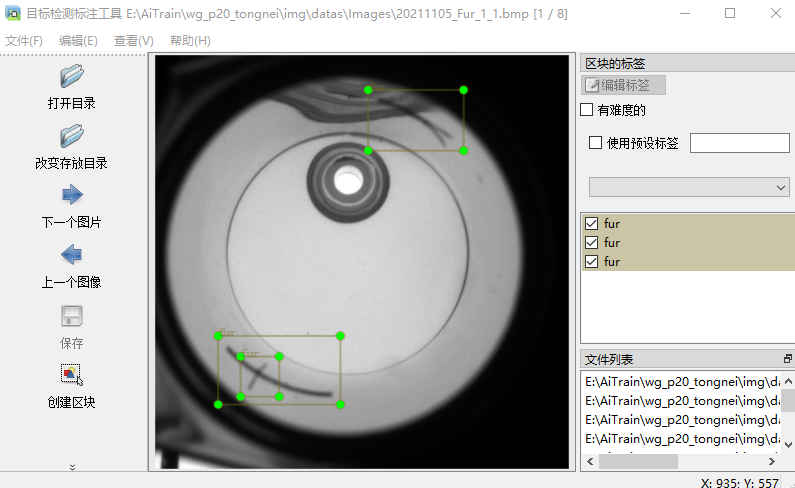 目标检测标注工具 E:\AiTrain\wg_p20_tongnei\img\datas\Images\20211105_Fur_1_1.bmp [1 / 8]
文件(F) 编辑(E) 查看(V) 帮助(H)
打开目录
改变存放目录
下一个图片
上一个图像
保存
创建区块
fur
fur
区块的标签
编辑标签
有难度的
使用预设标签
fur
fur
fur
文件列表
E:\AiTrain\wg_p20_tongnei\img\da
E:\AiTrain\wg_p20_tongnei\img\da
E:\AiTrain\wg_p20_tongnei\img\da
E:\AiTrain\wg_p20_tongnei\img\da
X: 935; Y: 557